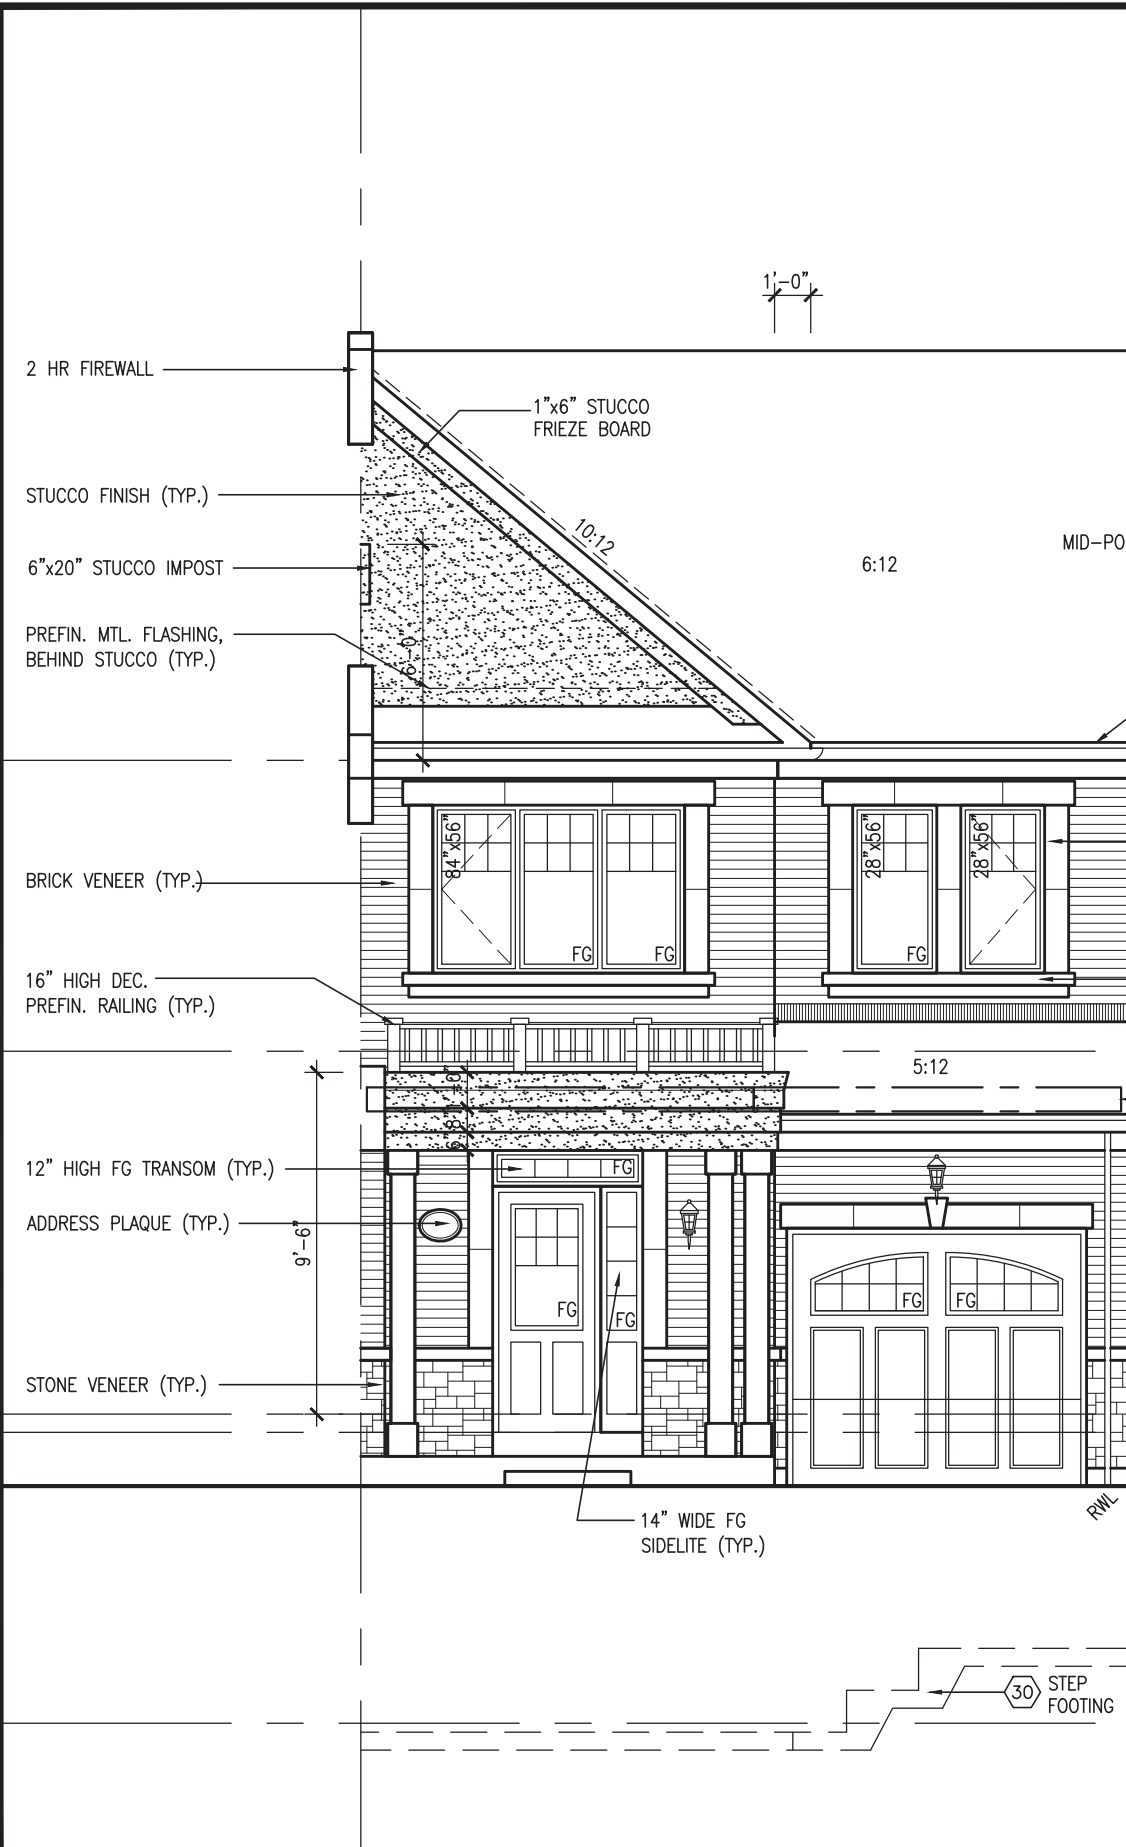 1'-0"
2 HR FIREWALL
1"x6" STUCCO
FRIEZE BOARD
STUCCO FINISH (TYP.)
10:12
6:12
MID-PO
6"x20" STUCCO IMPOST
PREFIN. MTL. FLASHING,
BEHIND STUCCO (TYP.)
6'-0"
84"x56"
28"x56"
28"x56"
BRICK VENEER (TYP.)
FG
FG
FG
16" HIGH DEC.
PREFIN. RAILING (TYP.)
5:12
8"
6"
12" HIGH FG TRANSOM (TYP.)
FG
ADDRESS PLAQUE (TYP.)
9'-6"
FG
FG
FG
FG
STONE VENEER (TYP.)
RWL
14" WIDE FG
SIDELITE (TYP.)
30
STEP
FOOTING